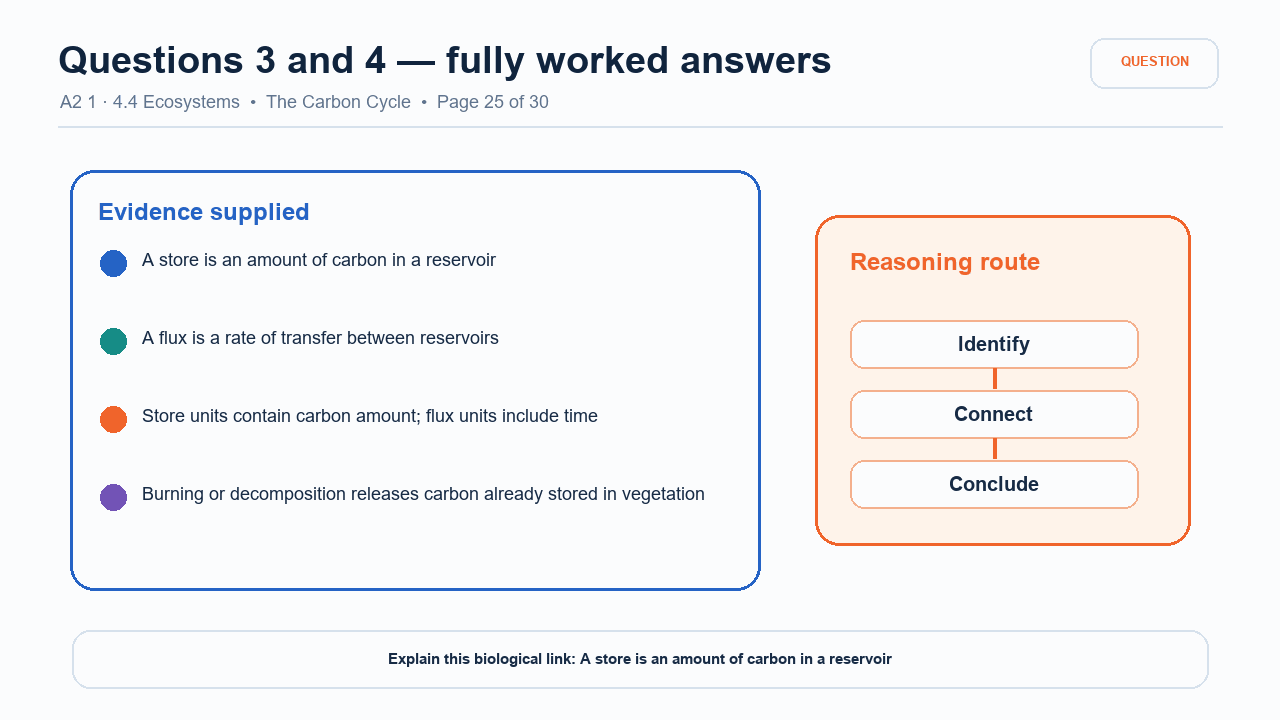 Questions 3 and 4 — fully worked answers
QUESTION
A2 1 · 4.4 Ecosystems • The Carbon Cycle • Page 25 of 30
Evidence supplied
A store is an amount of carbon in a reservoir
A flux is a rate of transfer between reservoirs
Store units contain carbon amount; flux units include time
Burning or decomposition releases carbon already stored in vegetation
Reasoning route
Identify
Connect
Conclude
Explain this biological link: A store is an amount of carbon in a reservoir